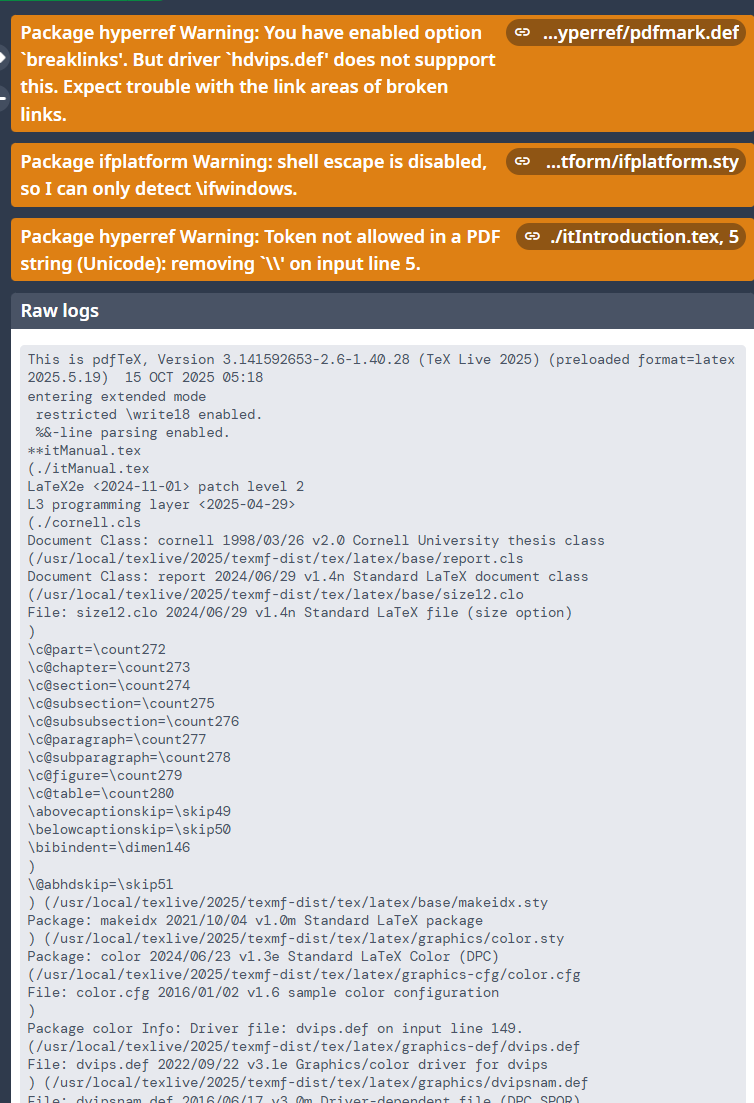 Package hyperref Warning: You have enabled option
...yperref/pdfmark.def
`breaklinks'. But driver `hdvips.def' does not suppport
this. Expect trouble with the link areas of broken
links.
Package ifplatform Warning: shell escape is disabled,
...tform/ifplatform.sty
so I can only detect \ifwindows.
Package hyperref Warning: Token not allowed in a PDF
./itIntroduction.tex, 5
string (Unicode): removing `\\' on input line 5.
Raw logs
This is pdfTeX, Version 3.141592653-2.6-1.40.28 (TeX Live 2025) (preloaded format=latex
2025.5.19)  15 OCT 2025 05:18
entering extended mode
 restricted \write18 enabled.
 %&-line parsing enabled.
**itManual.tex
(./itManual.tex
LaTeX2e <2024-11-01> patch level 2
L3 programming layer <2025-04-29>
(./cornell.cls
Document Class: cornell 1998/03/26 v2.0 Cornell University thesis class
(/usr/local/texlive/2025/texmf-dist/tex/latex/base/report.cls
Document Class: report 2024/06/29 v1.4n Standard LaTeX document class
(/usr/local/texlive/2025/texmf-dist/tex/latex/base/size12.clo
File: size12.clo 2024/06/29 v1.4n Standard LaTeX file (size option)
)
\c@part=\count272
\c@chapter=\count273
\c@section=\count274
\c@subsection=\count275
\c@subsubsection=\count276
\c@paragraph=\count277
\c@subparagraph=\count278
\c@figure=\count279
\c@table=\count280
\abovecaptionskip=\skip49
\belowcaptionskip=\skip50
\bibindent=\dimen146
)
\@abhdskip=\skip51
) (/usr/local/texlive/2025/texmf-dist/tex/latex/base/makeidx.sty
Package: makeidx 2021/10/04 v1.0m Standard LaTeX package
) (/usr/local/texlive/2025/texmf-dist/tex/latex/graphics/color.sty
Package: color 2024/06/23 v1.3e Standard LaTeX Color (DPC)
(/usr/local/texlive/2025/texmf-dist/tex/latex/graphics-cfg/color.cfg
File: color.cfg 2016/01/02 v1.6 sample color configuration
)
Package color Info: Driver file: dvips.def on input line 149.
(/usr/local/texlive/2025/texmf-dist/tex/latex/graphics-def/dvips.def
File: dvips.def 2022/09/22 v3.1e Graphics/color driver for dvips
) (/usr/local/texlive/2025/texmf-dist/tex/latex/graphics/dvipsnam.def
File: dvipsnam.def 2016/06/17 v3.0m Driver-dependent file (DPC,SPQR)